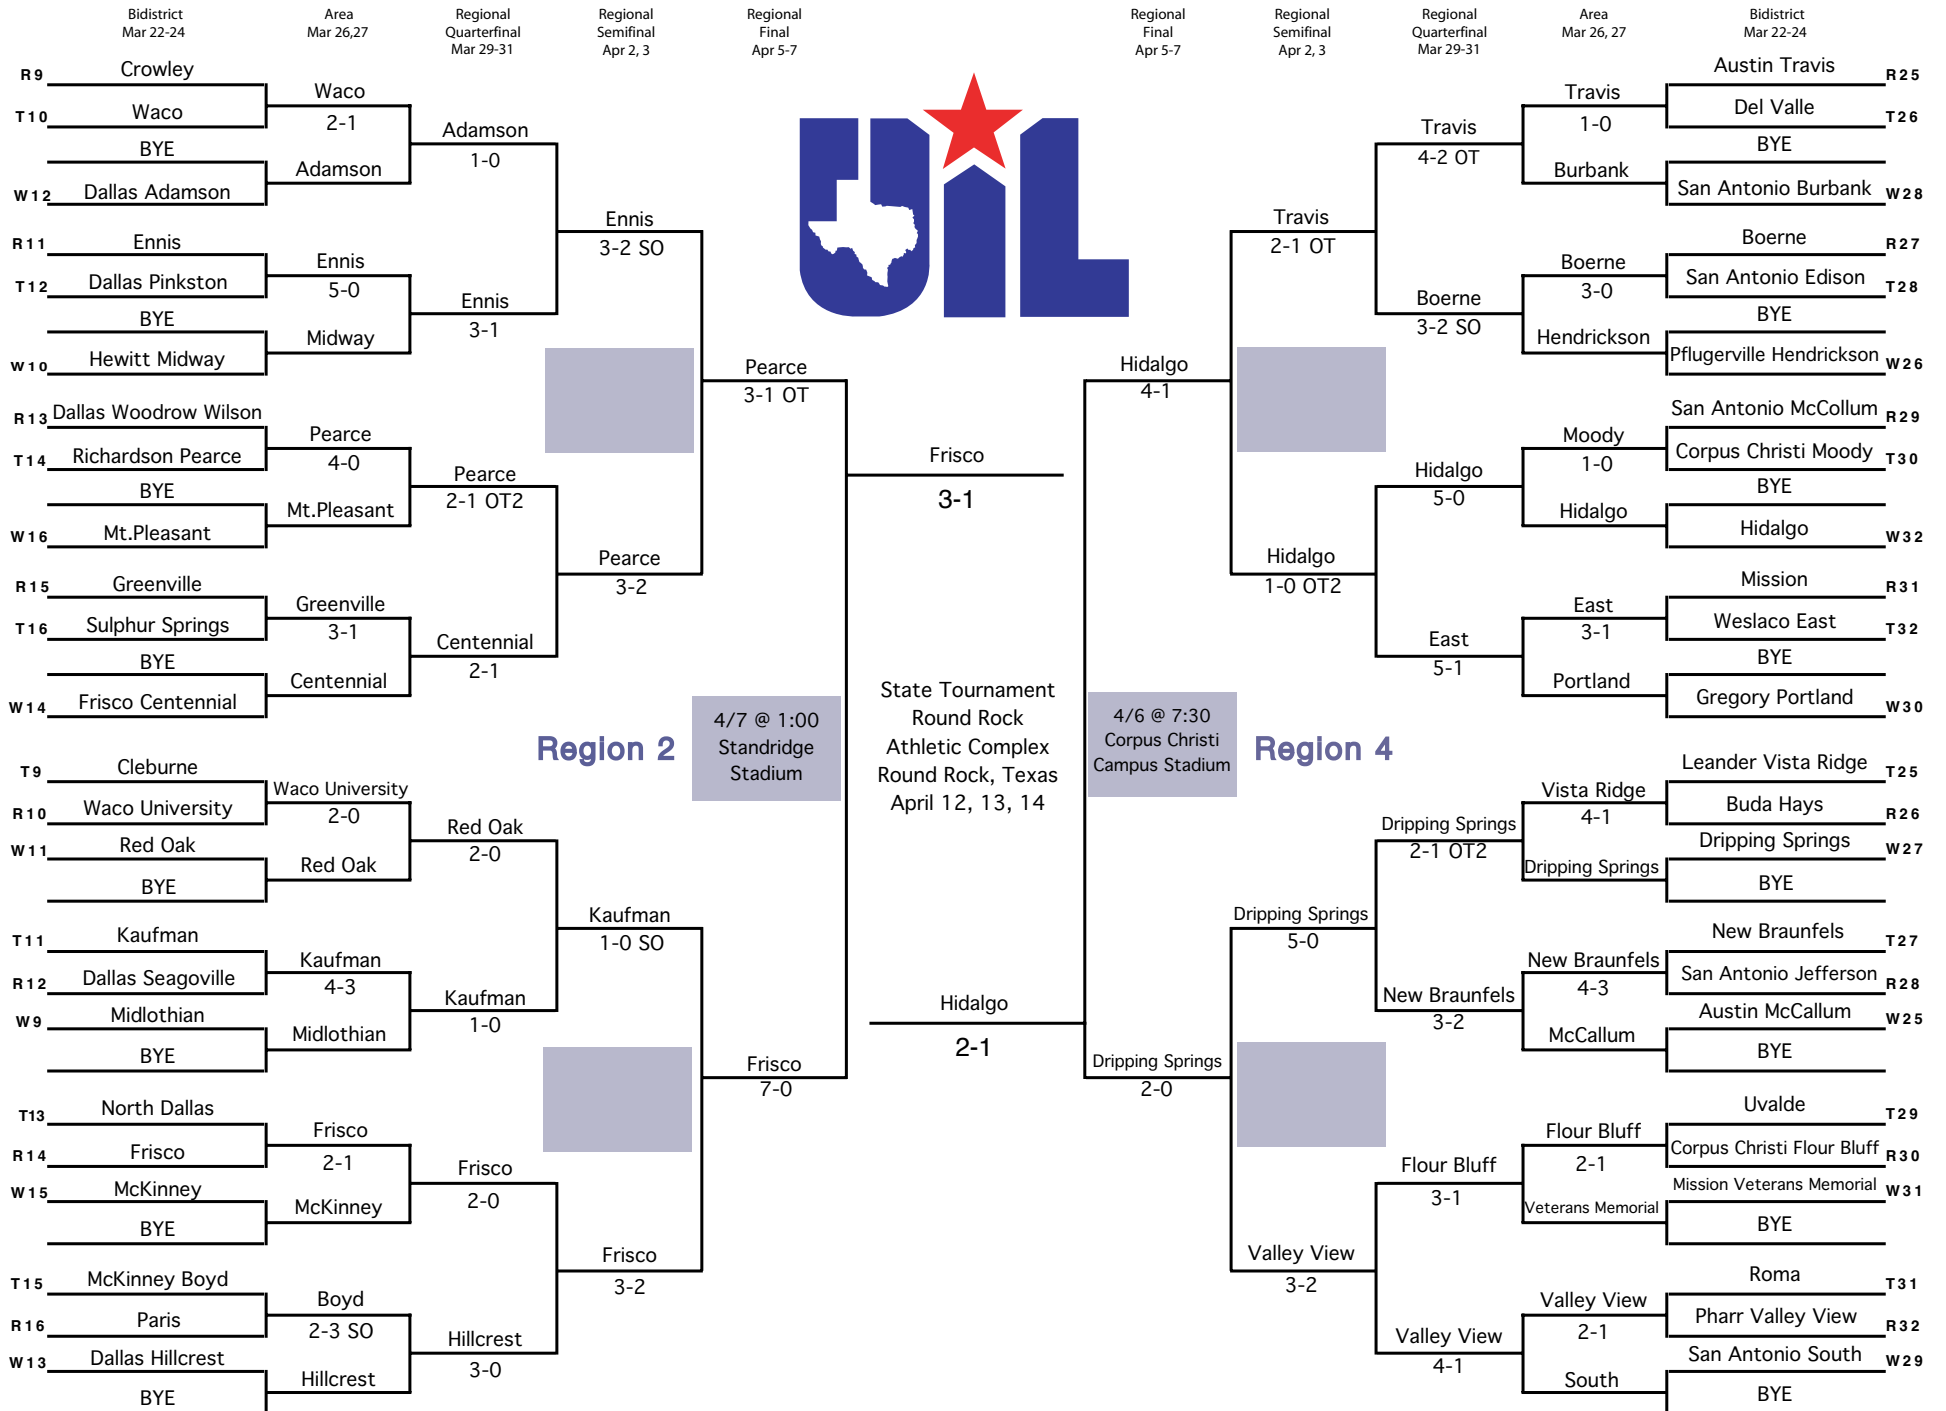 Bidistrict
Mar 22-24
Area
Mar 26,27
Regional
Quarterfinal
Mar 29-31
Regional
Semifinal
Apr 2, 3
Regional
Final
Apr 5-7
Regional
Final
Apr 5-7
Regional
Semifinal
Apr 2, 3
Regional
Quarterfinal
Mar 29-31
Area
Mar 26, 27
Bidistrict
Mar 22-24
R9 Crowley
T10 Waco
BYE
W12 Dallas Adamson
R11 Ennis
T12 Dallas Pinkston
BYE
W10 Hewitt Midway
R13 Dallas Woodrow Wilson
T14 Richardson Pearce
BYE
W16 Mt.Pleasant
R15 Greenville
T16 Sulphur Springs
BYE
W14 Frisco Centennial
T9 Cleburne
R10 Waco University
W11 Red Oak
BYE
T11 Kaufman
R12 Dallas Seagoville
W9 Midlothian
BYE
T13 North Dallas
R14 Frisco
W15 McKinney
BYE
T15 McKinney Boyd
R16 Paris
W13 Dallas Hillcrest
BYE
Waco
2-1
Adamson
Ennis
5-0
Midway
Pearce
4-0
Mt.Pleasant
Greenville
3-1
Centennial
Waco University
2-0
Red Oak
Kaufman
4-3
Midlothian
Frisco
2-1
McKinney
Boyd
2-3 SO
Hillcrest
Adamson
1-0
Ennis
3-1
Pearce
2-1 OT2
Centennial
2-1
Red Oak
2-0
Kaufman
1-0
Frisco
2-0
Hillcrest
3-0
Ennis
3-2 SO
Pearce
3-2
Region 2
Kaufman
1-0 SO
Frisco
3-2
Pearce
3-1 OT
4/7 @ 1:00
Standridge
Stadium
Frisco
7-0
UIL
Frisco
3-1
State Tournament
Round Rock
Athletic Complex
Round Rock, Texas
April 12, 13, 14
Hidalgo
2-1
Hidalgo
4-1
4/6 @ 7:30
Corpus Christi
Campus Stadium
Dripping Springs
2-0
Travis
2-1 OT
Hidalgo
1-0 OT2
Region 4
Dripping Springs
5-0
Valley View
3-2
Travis
4-2 OT
Boerne
3-2 SO
Hidalgo
5-0
East
5-1
Dripping Springs
2-1 OT2
New Braunfels
3-2
Flour Bluff
3-1
Valley View
4-1
Travis
1-0
Burbank
Boerne
3-0
Hendrickson
Moody
1-0
Hidalgo
East
3-1
Portland
Vista Ridge
4-1
Dripping Springs
New Braunfels
4-3
McCallum
Flour Bluff
2-1
Veterans Memorial
Valley View
2-1
South
Austin Travis R25
Del Valle T26
BYE
San Antonio Burbank W28
Boerne R27
San Antonio Edison T28
BYE
Pflugerville Hendrickson W26
San Antonio McCollum R29
Corpus Christi Moody T30
BYE
Hidalgo W32
Mission R31
Weslaco East T32
BYE
Gregory Portland W30
Leander Vista Ridge T25
Buda Hays R26
Dripping Springs W27
BYE
New Braunfels T27
San Antonio Jefferson R28
Austin McCallum W25
BYE
Uvalde T29
Corpus Christi Flour Bluff R30
Mission Veterans Memorial W31
BYE
Roma T31
Pharr Valley View R32
San Antonio South W29
BYE